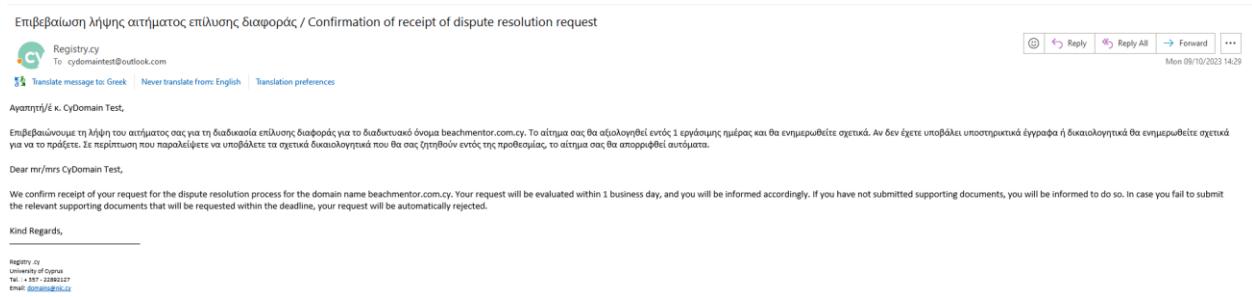 Επιβεβαίωση λήψης αιτήματος επίλυσης διαφοράς / Confirmation of receipt of dispute resolution request
CY
Registry.cy
To cydomaintest@outlook.com
Reply
Reply All
Forward
Mon 09/10/2023 14:29
Translate message to: Greek
Never translate from: English
Translation preferences
Αγαπητή/έ κ. CyDomain Test,
Επιβεβαιώνουμε τη λήψη του αιτήματος σας για τη διαδικασία επίλυσης διαφοράς για το διαδικτυακό όνομα beachmentor.com.cy. Το αίτημα σας θα αξιολογηθεί εντός 1 εργάσιμης ημέρας και θα ενημερωθείτε σχετικά. Αν δεν έχετε υποβάλει υποστηρικτικά έγγραφα ή δικαιολογητικά θα ενημερωθείτε σχετικά
για να το πράξετε. Σε περίπτωση που παραλείψετε να υποβάλετε τα σχετικά δικαιολογητικά που θα σας ζητηθούν εντός της προθεσμίας, το αίτημα σας θα απορριφθεί αυτόματα.
Dear mr/mrs CyDomain Test,
We confirm receipt of your request for the dispute resolution process for the domain name beachmentor.com.cy. Your request will be evaluated within 1 business day, and you will be informed accordingly. If you have not submitted supporting documents, you will be informed to do so. In case you fail to submit
the relevant supporting documents that will be requested within the deadline, your request will be automatically rejected.
Kind Regards,
Registry .cy
University of Cyprus
Tel. : + 357 - 22892127
Email: domains@nic.cy